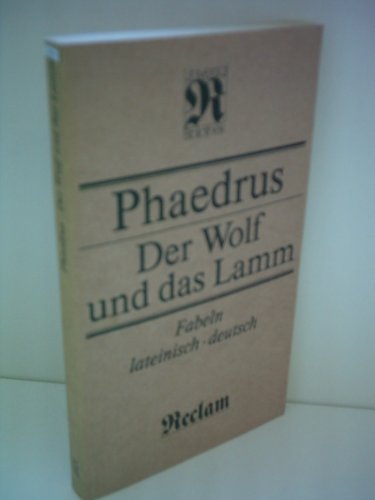 R
Phaedrus
Der Wolf
und das Lamm
Fabeln
lateinisch · deutsch
Reclam